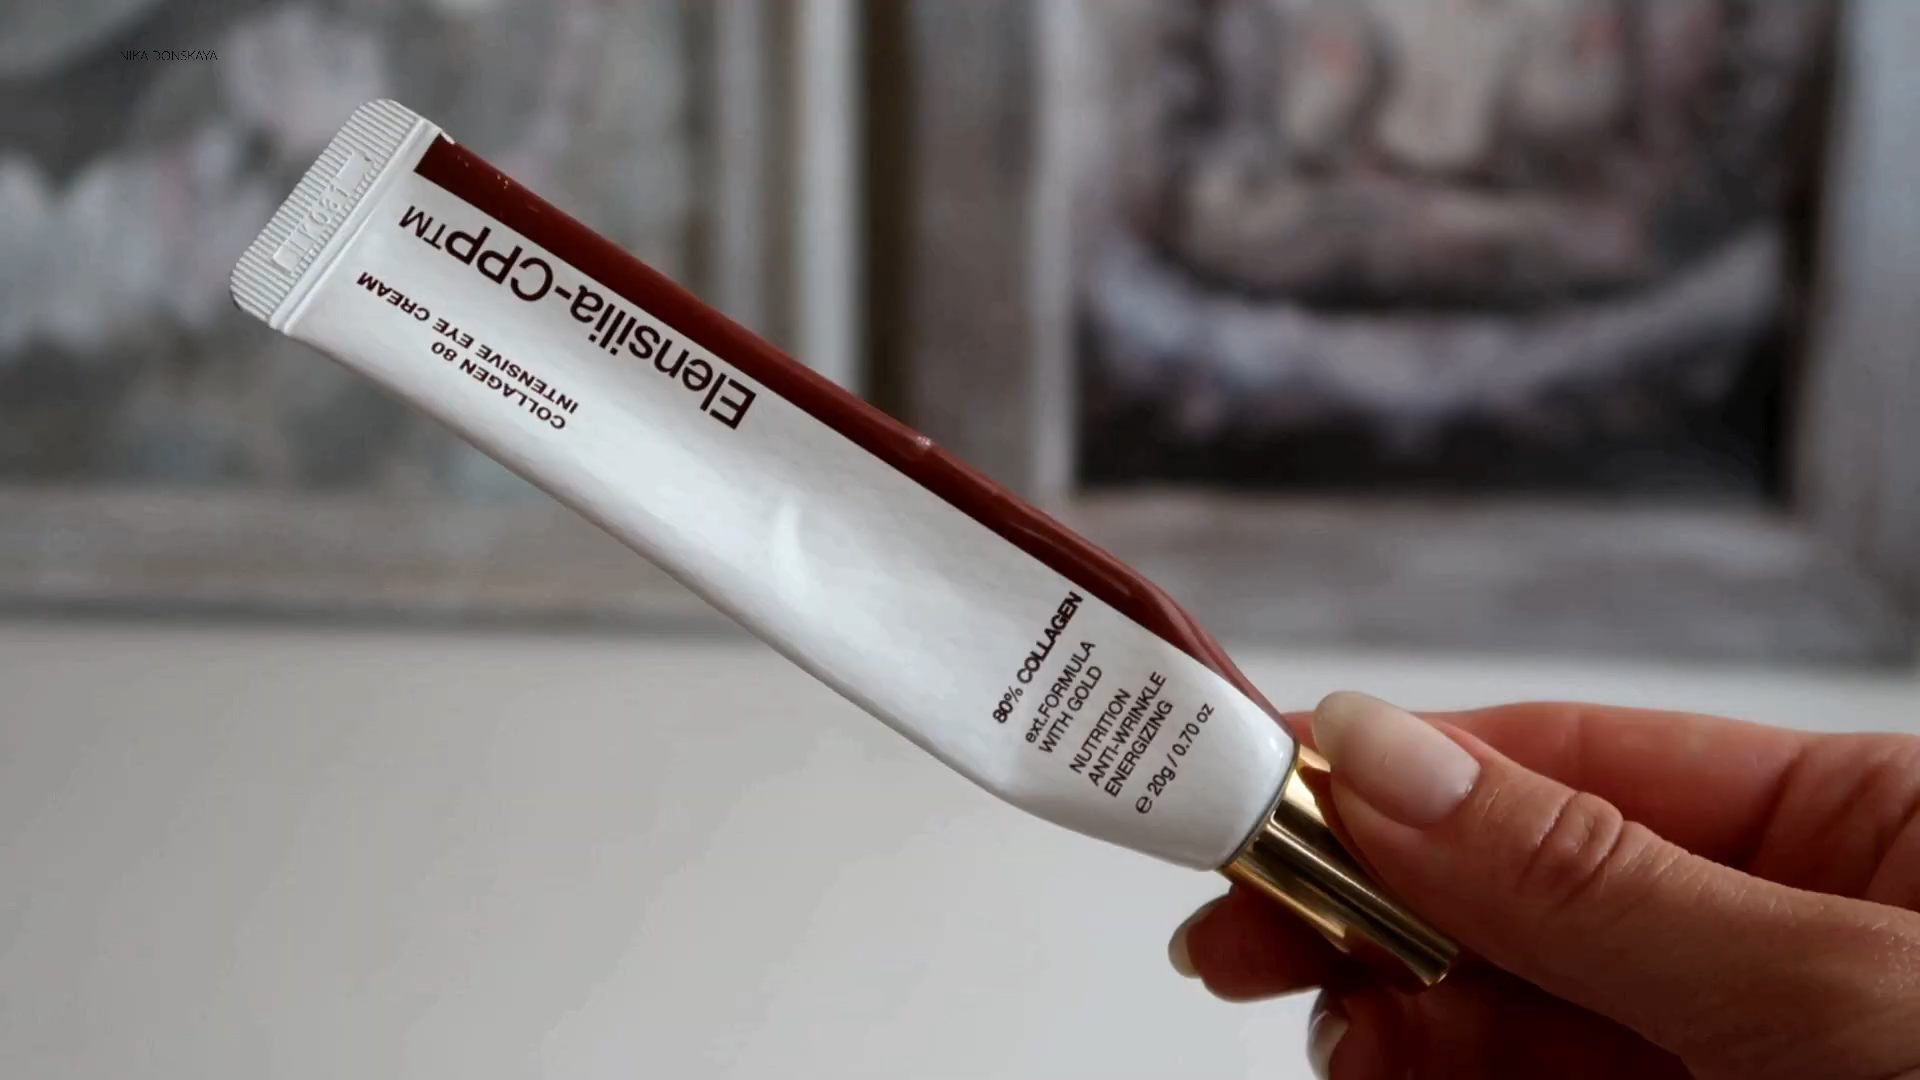 NIKA DONSKAYA
Elensilia-CPP™
COLLAGEN 80
INTENSIVE EYE CREAM
80% COLLAGEN
ext.FORMULA
WITH GOLD
NUTRITION
ANTI-WRINKLE
ENERGIZING
℮ 20g / 0.70 oz